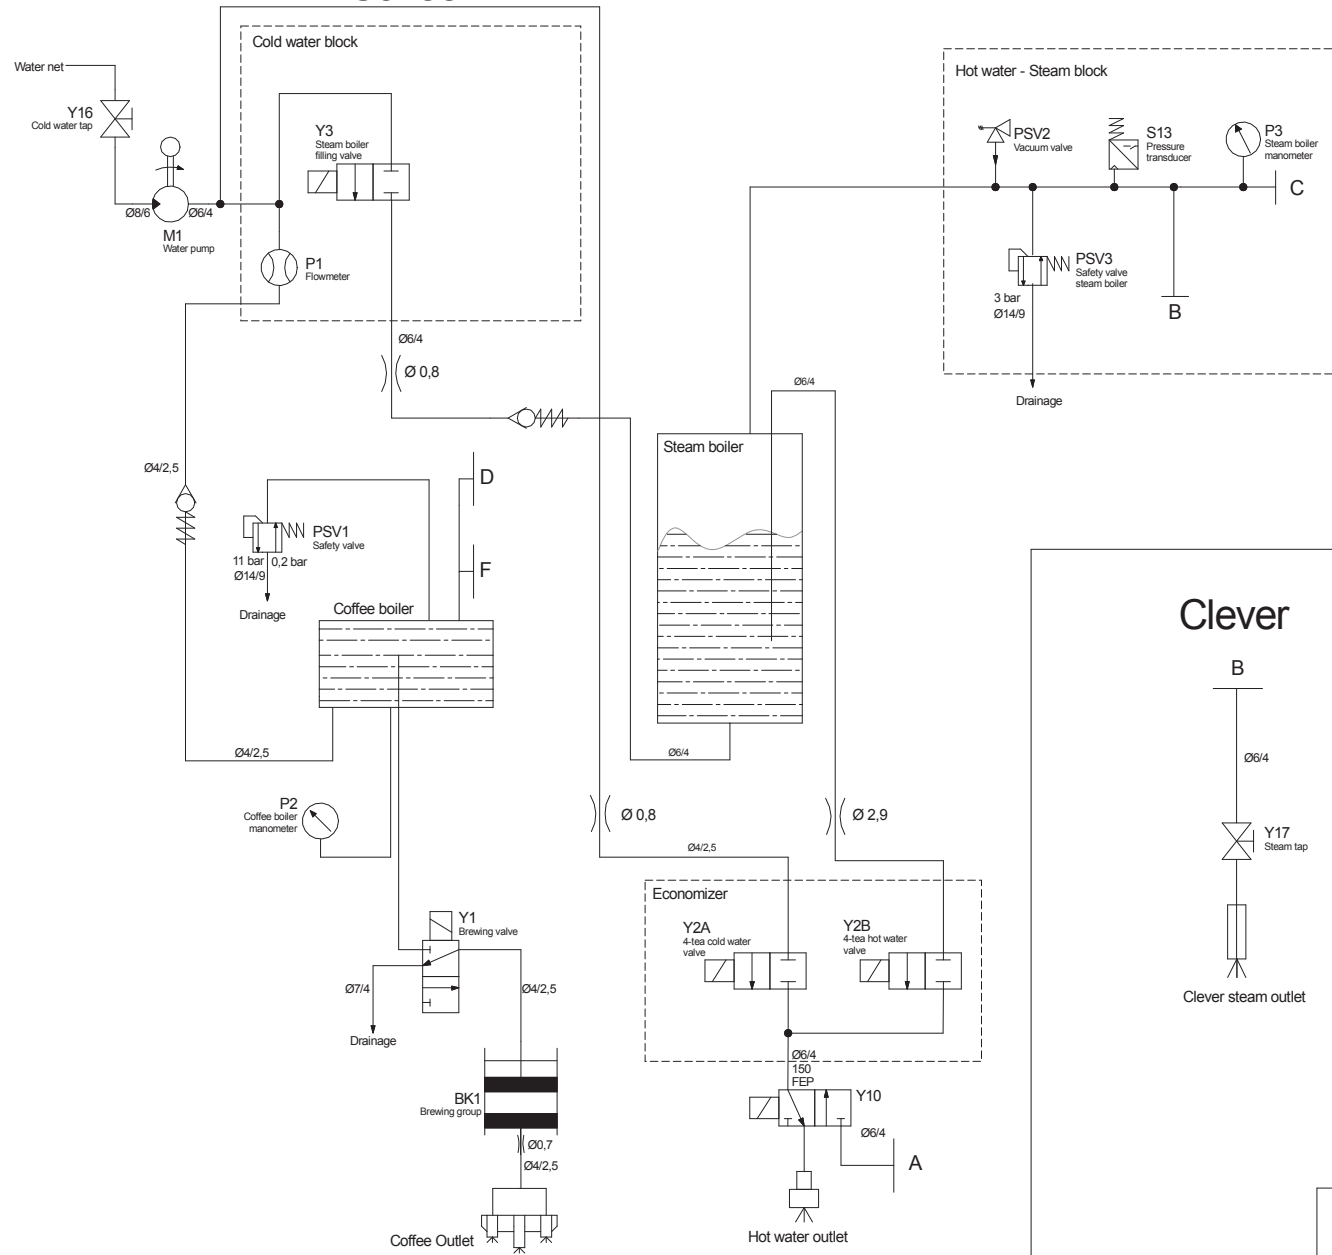 Cold water block
Water net
Y16
Cold water tap
Y3
Steam boiler
filling valve
Ø8/6
Ø6/4
M1
Water pump
P1
Flowmeter
Ø6/4
Ø 0,8
Hot water - Steam block
PSV2
Vacuum valve
S13
Pressure
transducer
P3
Steam boiler
manometer
C
PSV3
Safety valve
steam boiler
3 bar
Ø14/9
B
Drainage
Ø6/4
Steam boiler
Ø4/2,5
D
PSV1
Safety valve
11 bar
0,2 bar
Ø14/9
F
Drainage
Coffee boiler
Ø4/2,5
Ø6/4
Clever
B
Ø6/4
Y17
Steam tap
Clever steam outlet
P2
Coffee boiler
manometer
Ø 0,8
Ø 2,9
Ø4/2,5
Economizer
Y1
Brewing valve
Y2A
4-tea cold water
valve
Y2B
4-tea hot water
valve
Ø7/4
Ø4/2,5
Drainage
Ø6/4
150
FEP
Y10
Ø6/4
A
BK1
Brewing group
Ø0,7
Ø4/2,5
Coffee Outlet
Hot water outlet